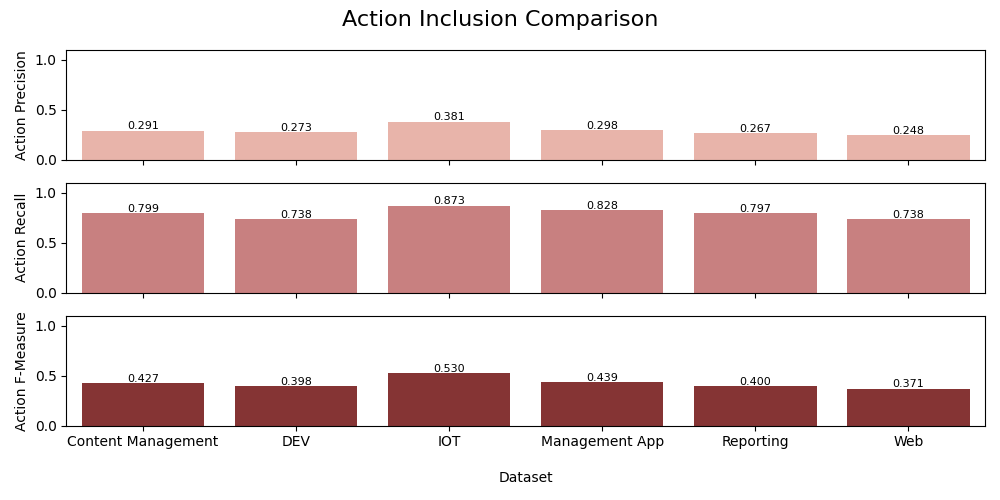 Action Inclusion Comparison
Action Precision
1.0
0.5
0.0
0.291 0.273 0.381 0.298 0.267 0.248
Action Recall
1.0
0.5
0.0
0.799 0.738 0.873 0.828 0.797 0.738
Action F-Measure
1.0
0.5
0.0
0.427 0.398 0.530 0.439 0.400 0.371
Content Management DEV IOT Management App Reporting Web
Dataset